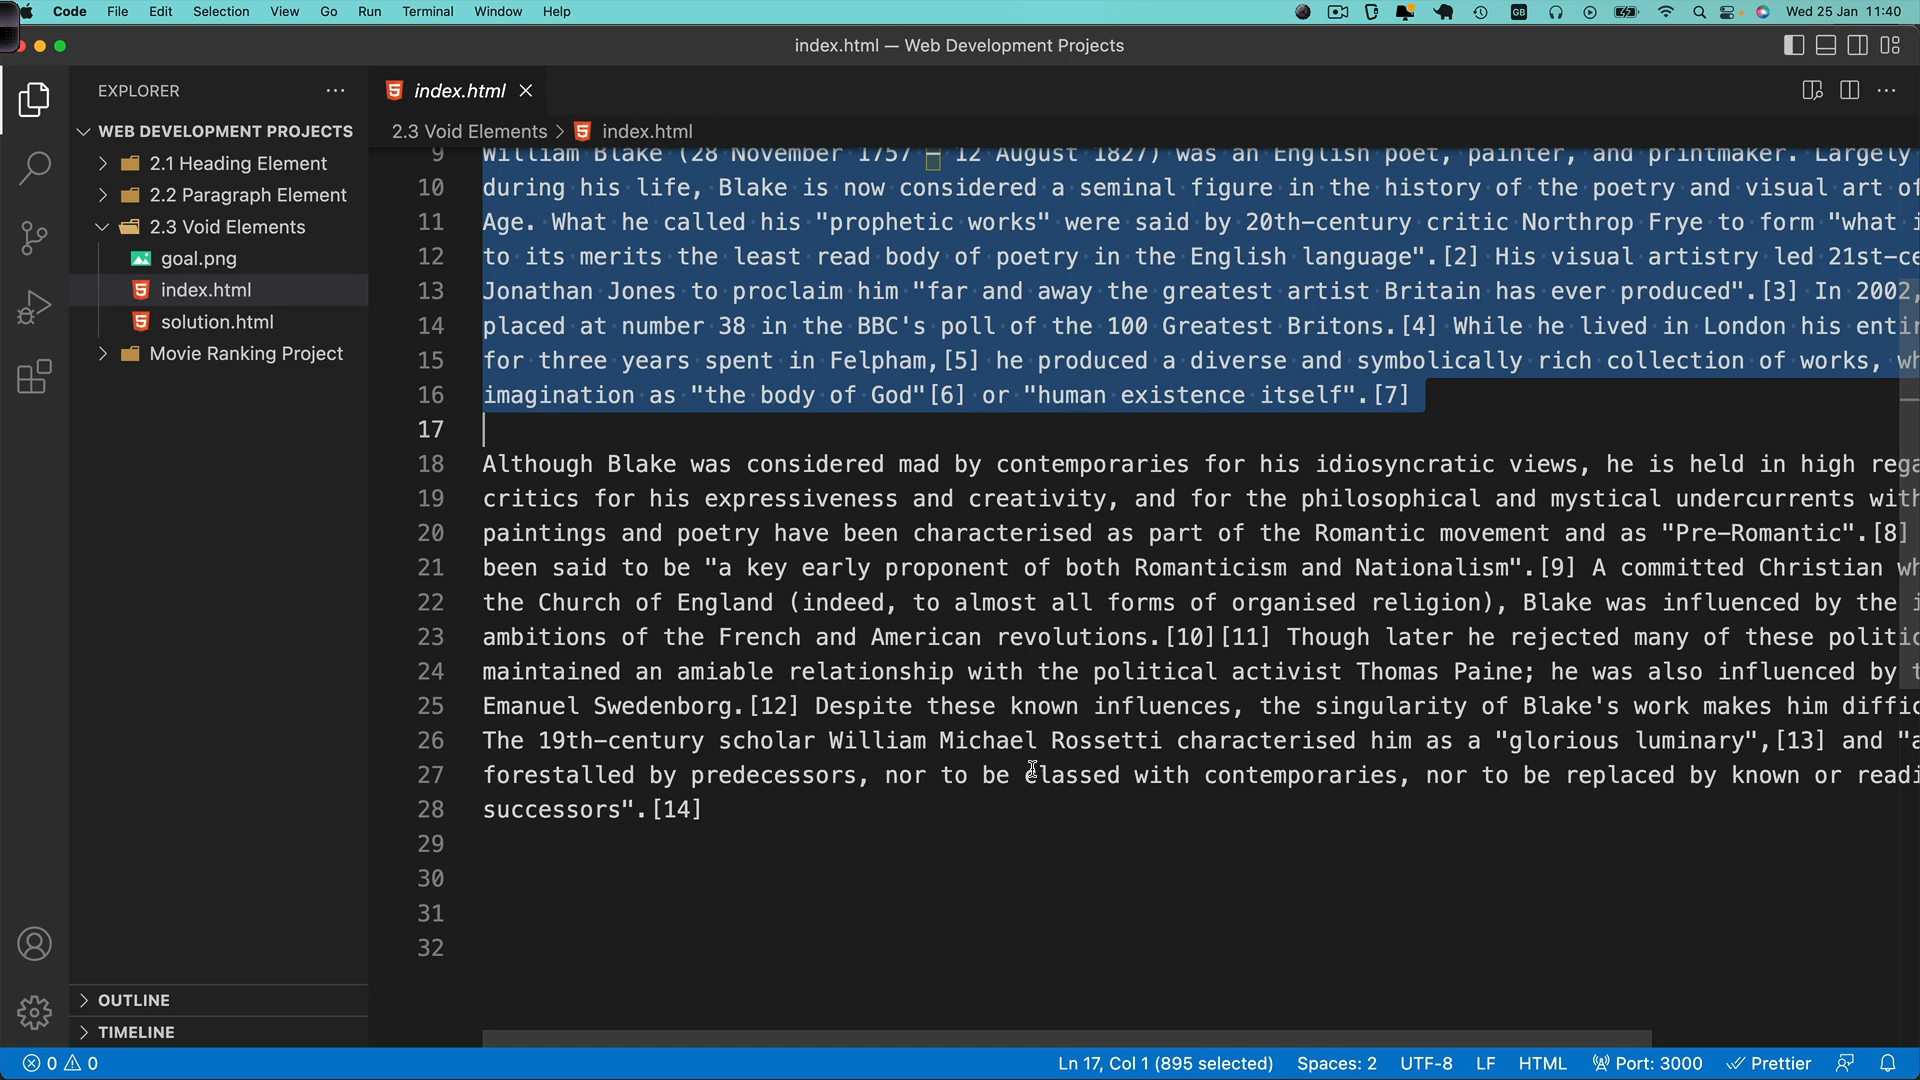 Code File Edit Selection View Go Run Terminal Window Help GB Wed 25 Jan 11:40
index.html — Web Development Projects
EXPLORER
index.html
WEB DEVELOPMENT PROJECTS
2.3 Void Elements > index.html
2.1 Heading Element
2.2 Paragraph Element
2.3 Void Elements
goal.png
index.html
solution.html
Movie Ranking Project
OUTLINE
TIMELINE
9 William Blake (28 November 1757 – 12 August 1827) was an English poet, painter, and printmaker. Largely
10 during his life, Blake is now considered a seminal figure in the history of the poetry and visual art of
11 Age. What he called his "prophetic works" were said by 20th-century critic Northrop Frye to form "what i
12 to its merits the least read body of poetry in the English language".[2] His visual artistry led 21st-ce
13 Jonathan Jones to proclaim him "far and away the greatest artist Britain has ever produced".[3] In 2002,
14 placed at number 38 in the BBC's poll of the 100 Greatest Britons.[4] While he lived in London his entir
15 for three years spent in Felpham,[5] he produced a diverse and symbolically rich collection of works, wh
16 imagination as "the body of God"[6] or "human existence itself".[7]
17
18 Although Blake was considered mad by contemporaries for his idiosyncratic views, he is held in high rega
19 critics for his expressiveness and creativity, and for the philosophical and mystical undercurrents with
20 paintings and poetry have been characterised as part of the Romantic movement and as "Pre-Romantic".[8]
21 been said to be "a key early proponent of both Romanticism and Nationalism".[9] A committed Christian wh
22 the Church of England (indeed, to almost all forms of organised religion), Blake was influenced by the i
23 ambitions of the French and American revolutions.[10][11] Though later he rejected many of these politic
24 maintained an amiable relationship with the political activist Thomas Paine; he was also influenced by t
25 Emanuel Swedenborg.[12] Despite these known influences, the singularity of Blake's work makes him diffic
26 The 19th-century scholar William Michael Rossetti characterised him as a "glorious luminary",[13] and "a
27 forestalled by predecessors, nor to be classed with contemporaries, nor to be replaced by known or readi
28 successors".[14]
29
30
31
32
0 0 Ln 17, Col 1 (895 selected) Spaces: 2 UTF-8 LF HTML Port: 3000 Prettier